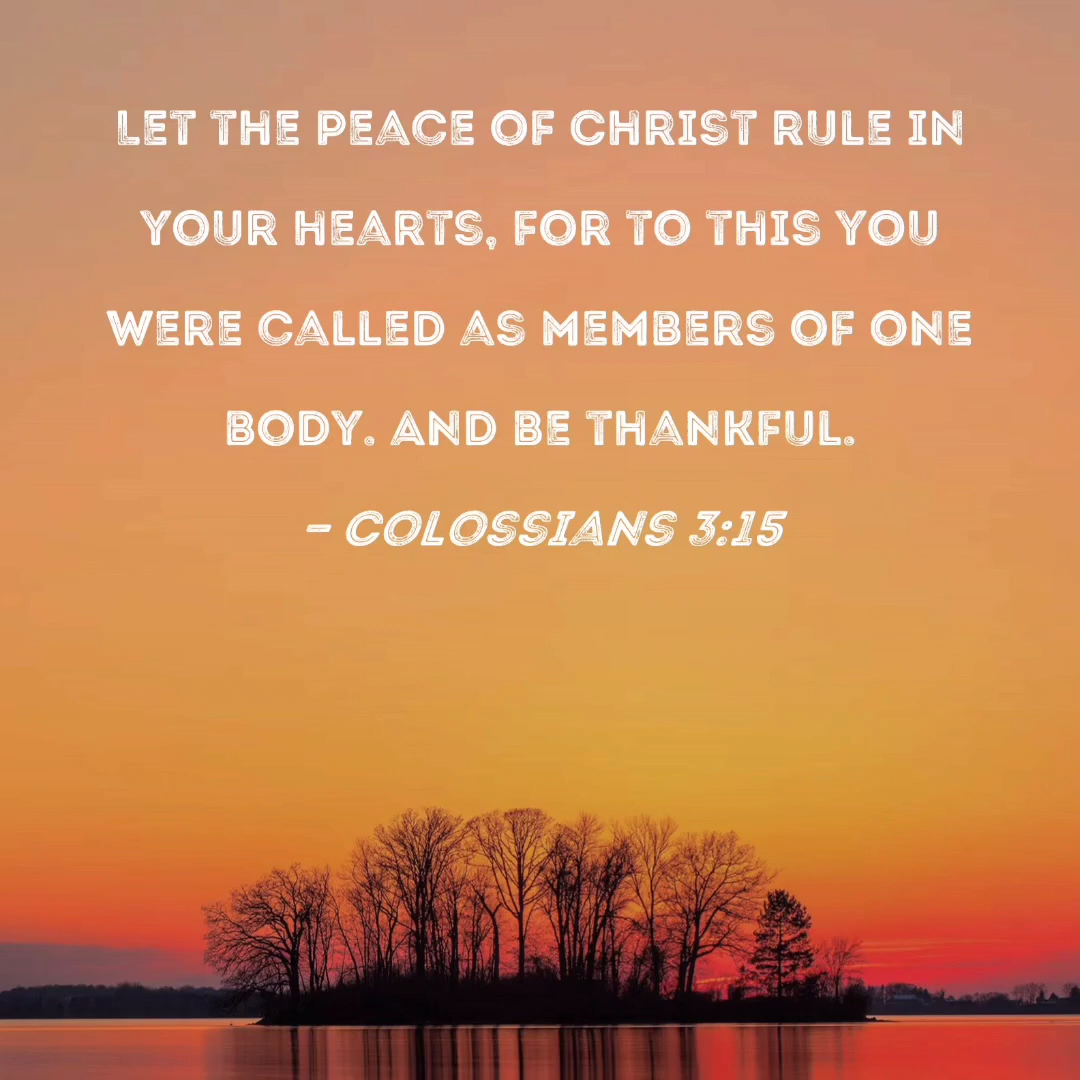 LET THE PEACE OF CHRIST RULE IN
YOUR HEARTS, FOR TO THIS YOU
WERE CALLED AS MEMBERS OF ONE
BODY. AND BE THANKFUL.
- COLOSSIANS 3:15